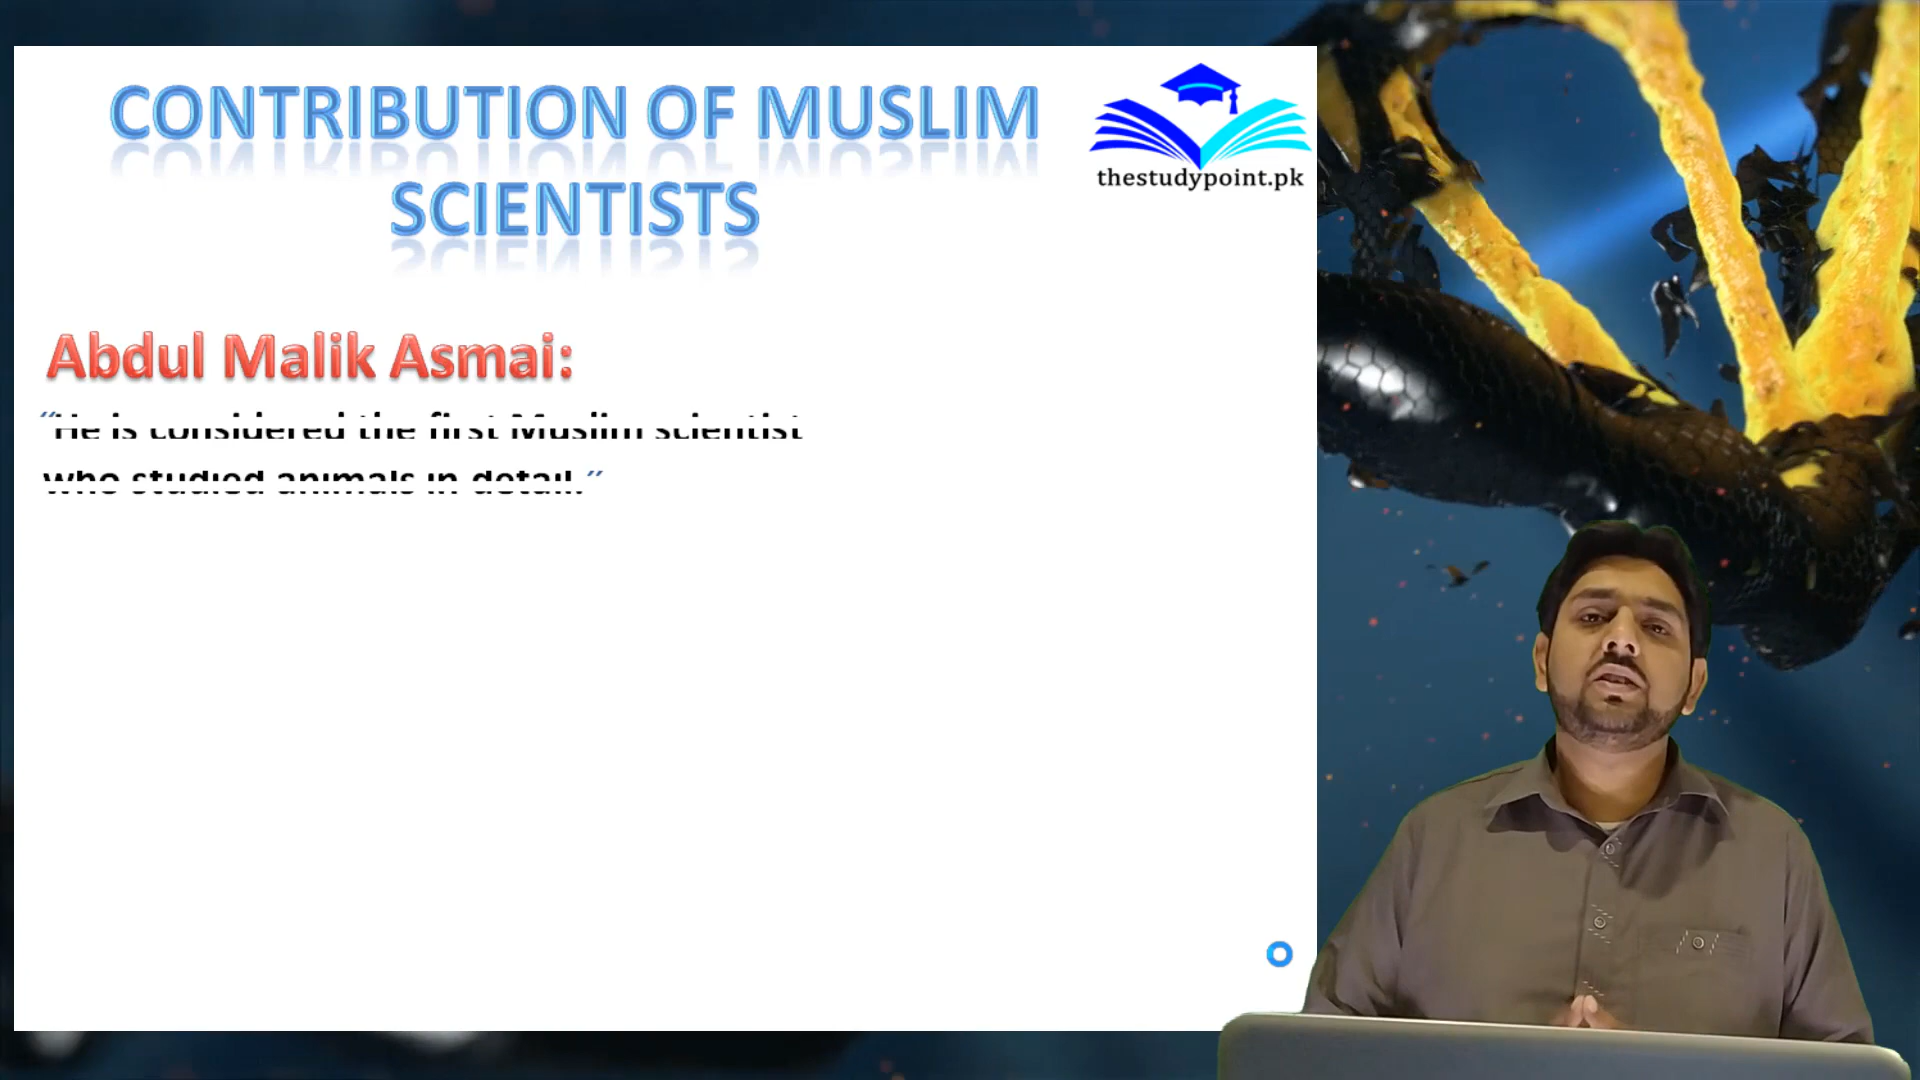 CONTRIBUTION OF MUSLIM
SCIENTISTS
thestudypoint.pk
Abdul Malik Asmai:
“He is considered the first Muslim scientist
who studied animals in detail.”